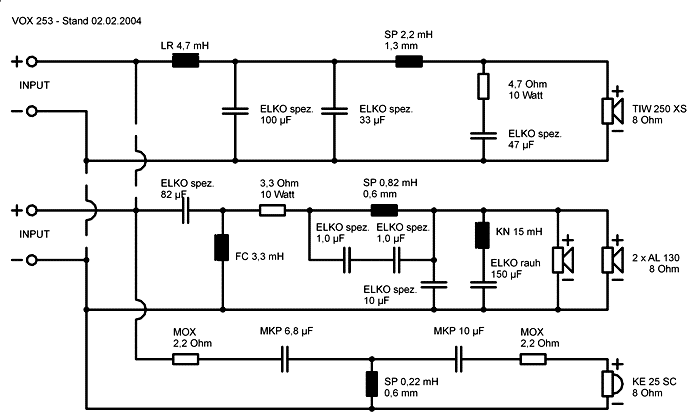 VOX 253 - Stand 02.02.2004
LR 4,7 mH
SP 2,2 mH
1,3 mm
+
INPUT
−
ELKO spez.
100 µF
ELKO spez.
33 µF
4,7 Ohm
10 Watt
ELKO spez.
47 µF
+
TIW 250 XS
8 Ohm
−
ELKO spez.
82 µF
3,3 Ohm
10 Watt
SP 0,82 mH
0,6 mm
+
INPUT
−
FC 3,3 mH
ELKO spez.
1,0 µF
ELKO spez.
1,0 µF
KN 15 mH
ELKO rauh
150 µF
ELKO spez.
10 µF
+
−
+
2 x AL 130
8 Ohm
−
MOX
2,2 Ohm
MKP 6,8 µF
MKP 10 µF
MOX
2,2 Ohm
SP 0,22 mH
0,6 mm
+
KE 25 SC
8 Ohm
−